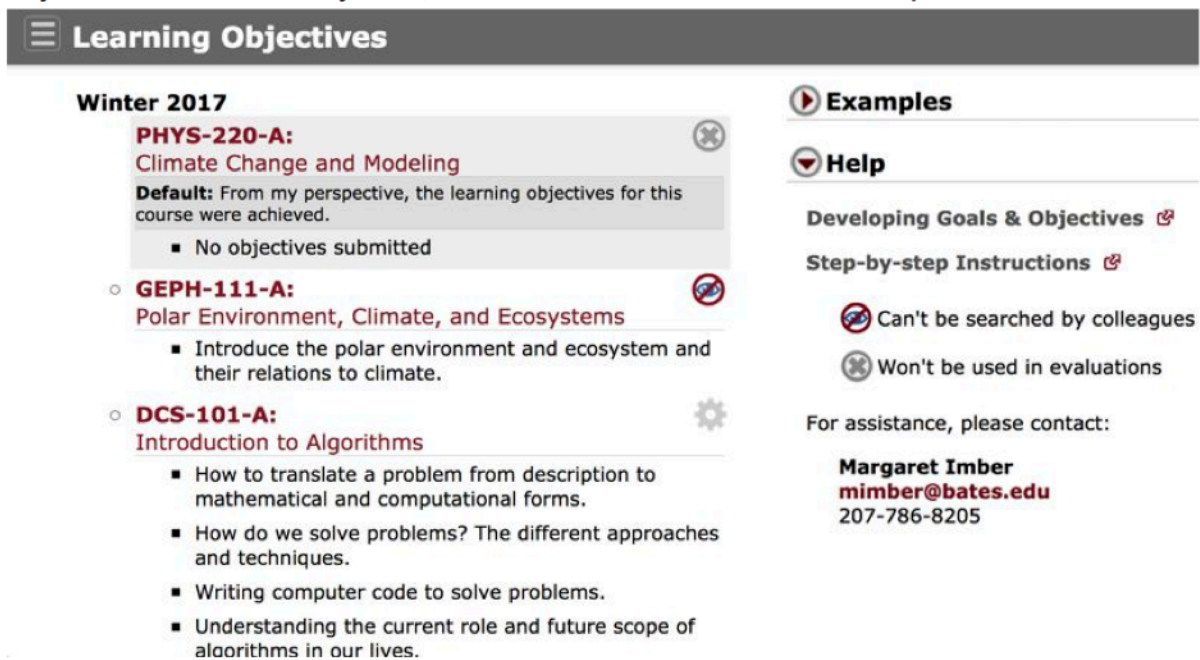 Learning Objectives
Winter 2017
PHYS-220-A:
Climate Change and Modeling
Default: From my perspective, the learning objectives for this
course were achieved.
No objectives submitted
GEPH-111-A:
Polar Environment, Climate, and Ecosystems
Introduce the polar environment and ecosystem and
their relations to climate.
DCS-101-A:
Introduction to Algorithms
How to translate a problem from description to
mathematical and computational forms.
How do we solve problems? The different approaches
and techniques.
Writing computer code to solve problems.
Understanding the current role and future scope of
algorithms in our lives.
Examples
Help
Developing Goals & Objectives
Step-by-step Instructions
Can't be searched by colleagues
Won't be used in evaluations
For assistance, please contact:
Margaret Imber
mimber@bates.edu
207-786-8205